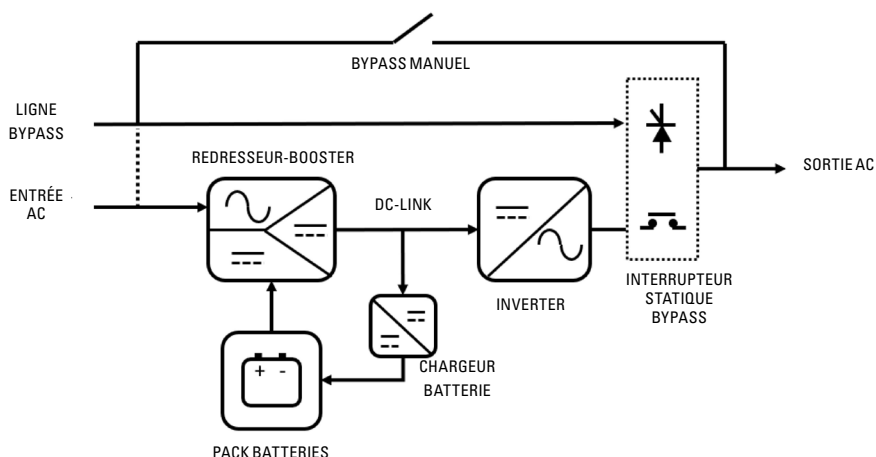 BYPASS MANUEL
LIGNE
BYPASS
REDRESSEUR-BOOSTER
ENTRÉE
AC
DC-LINK
SORTIE AC
INVERTER
INTERRUPTEUR
STATIQUE
BYPASS
CHARGEUR
BATTERIE
+ -
PACK BATTERIES